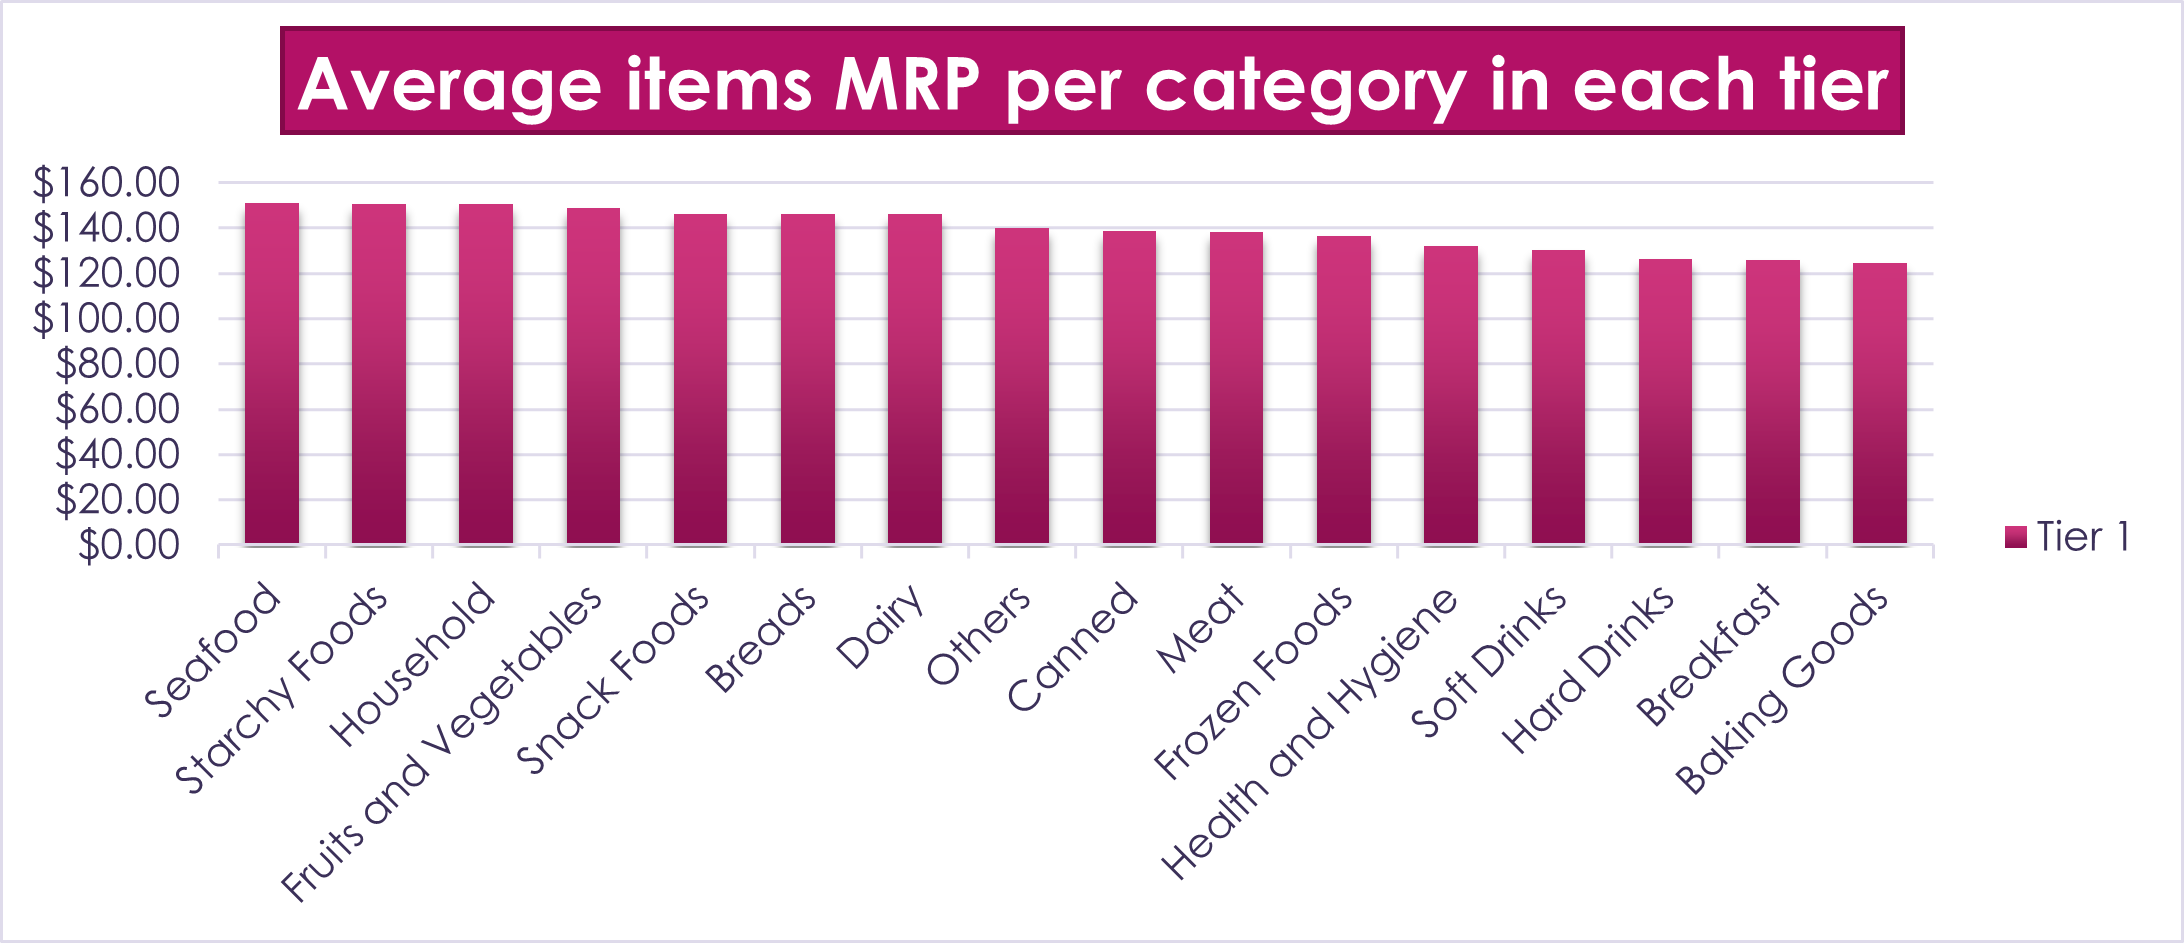 Average items MRP per category in each tier
$160.00
$140.00
$120.00
$100.00
$80.00
$60.00
$40.00
$20.00
$0.00
Tier 1
Seafood
Starchy Foods
Household
Fruits and Vegetables
Snack Foods
Breads
Dairy
Others
Canned
Meat
Frozen Foods
Health and Hygiene
Soft Drinks
Hard Drinks
Breakfast
Baking Goods